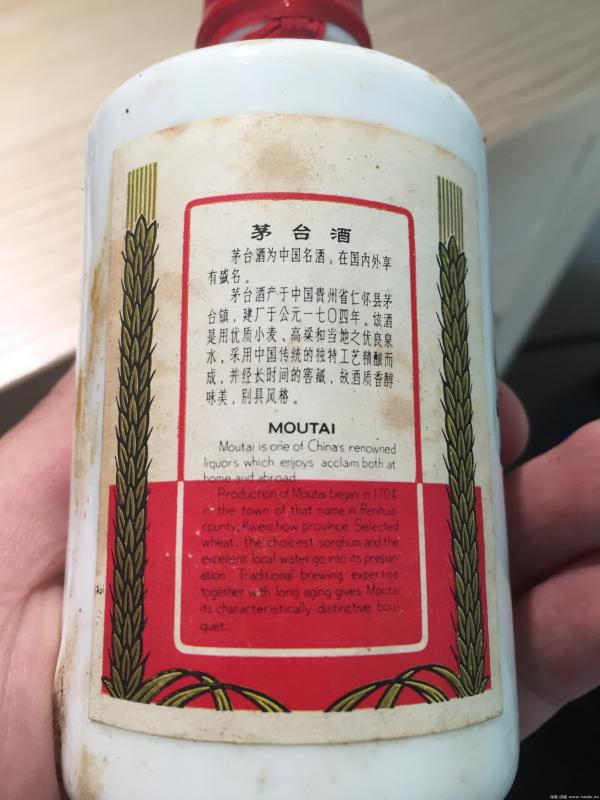 茅台酒
茅台酒为中国名酒，在国内外享
有盛名。
茅台酒产于中国贵州省仁怀县茅
台镇，建厂于公元一七〇四年。该酒
是用优质小麦、高粱和当地之优良泉
水，采用中国传统的独特工艺精酿而
成，并经长时间的窖藏，故酒质香醇
味美，别具风格。
MOUTAI
Moutai is one of China's renowned
liquors which enjoys acclaim both at
home and abroad.
Production of Moutai began in 1704
in the town of that name in Renhuai
county, Kweichow province. Selected
wheat, the choicest sorghum and the
excellent local water go into its prepar-
ation. Traditional brewing expertise
together with long aging gives Moutai
its characteristically distinctive bou-
quet.